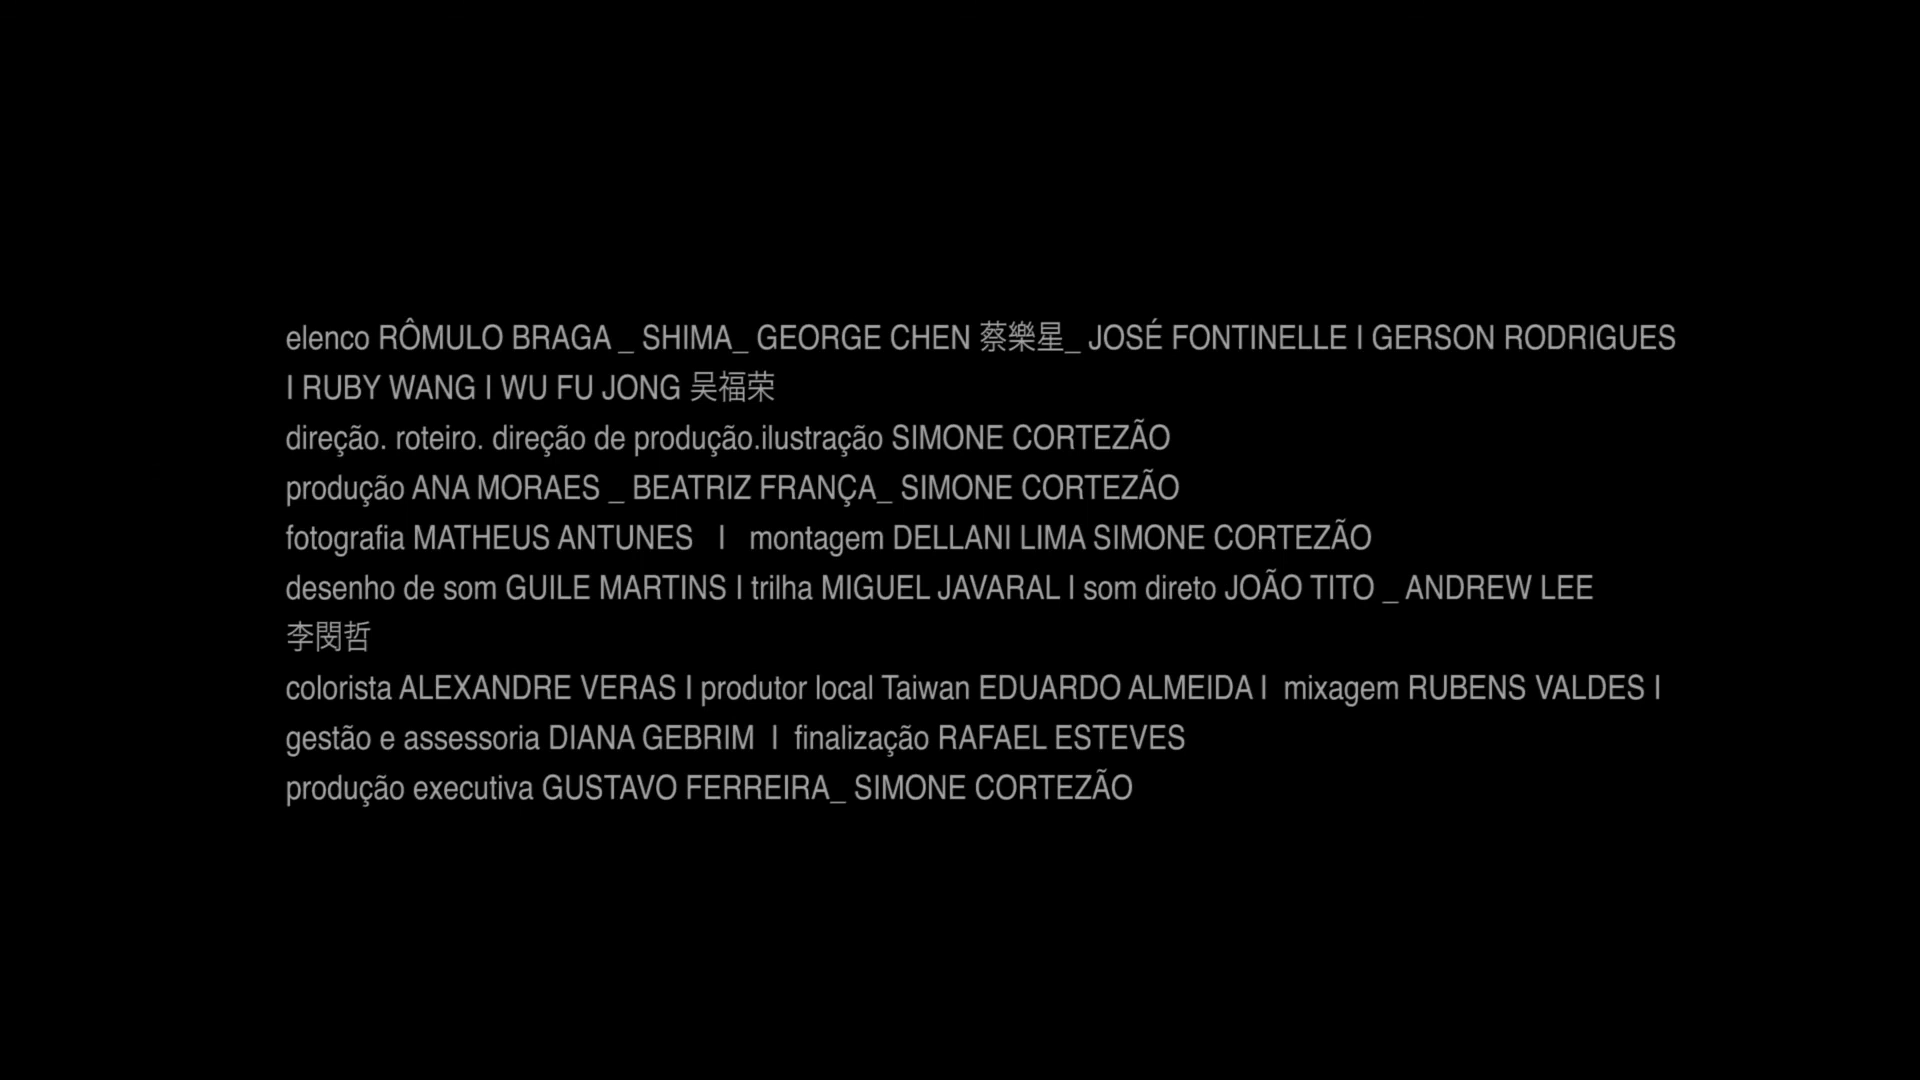 elenco RÔMULO BRAGA _ SHIMA_ GEORGE CHEN 蔡樂星_ JOSÉ FONTINELLE I GERSON RODRIGUES
I RUBY WANG I WU FU JONG 吴福荣
direção. roteiro. direção de produção.ilustração SIMONE CORTEZÃO
produção ANA MORAES _ BEATRIZ FRANÇA_ SIMONE CORTEZÃO
fotografia MATHEUS ANTUNES I montagem DELLANI LIMA SIMONE CORTEZÃO
desenho de som GUILE MARTINS I trilha MIGUEL JAVARAL I som direto JOÃO TITO _ ANDREW LEE
李閔哲
colorista ALEXANDRE VERAS I produtor local Taiwan EDUARDO ALMEIDA I mixagem RUBENS VALDES I
gestão e assessoria DIANA GEBRIM I finalização RAFAEL ESTEVES
produção executiva GUSTAVO FERREIRA_ SIMONE CORTEZÃO